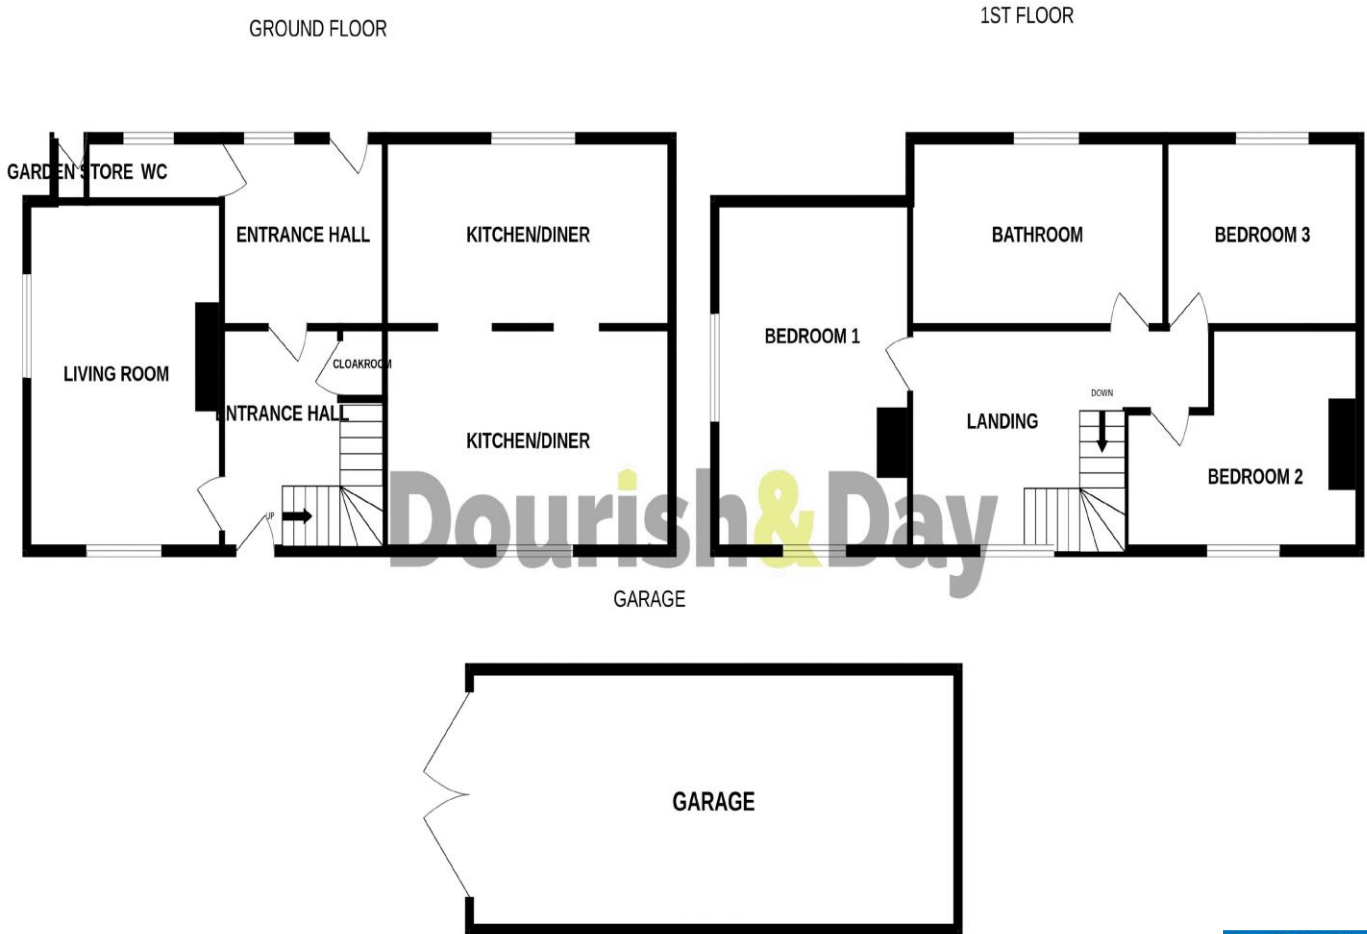 GROUND FLOOR
1ST FLOOR
GARDEN STORE WC
ENTRANCE HALL
KITCHEN/DINER
BATHROOM
BEDROOM 3
BEDROOM 1
LIVING ROOM
CLOAKROOM
ENTRANCE HALL
KITCHEN/DINER
DOWN
LANDING
BEDROOM 2
UP
Dourish&Day
GARAGE
GARAGE